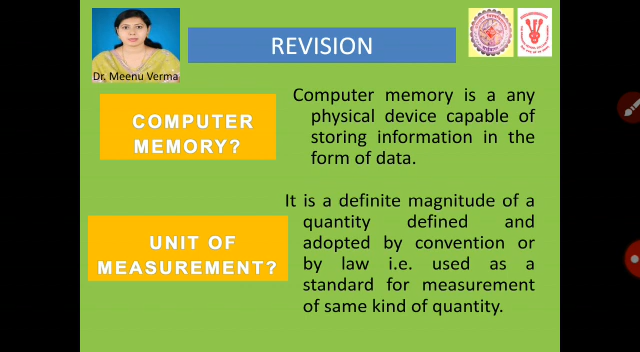 REVISION
Dr. Meenu Verma
COMPUTER
MEMORY?
Computer memory is a any
physical device capable of
storing information in the
form of data.
UNIT OF
MEASUREMENT?
It is a definite magnitude of a
quantity defined and
adopted by convention or
by law i.e. used as a
standard for measurement
of same kind of quantity.